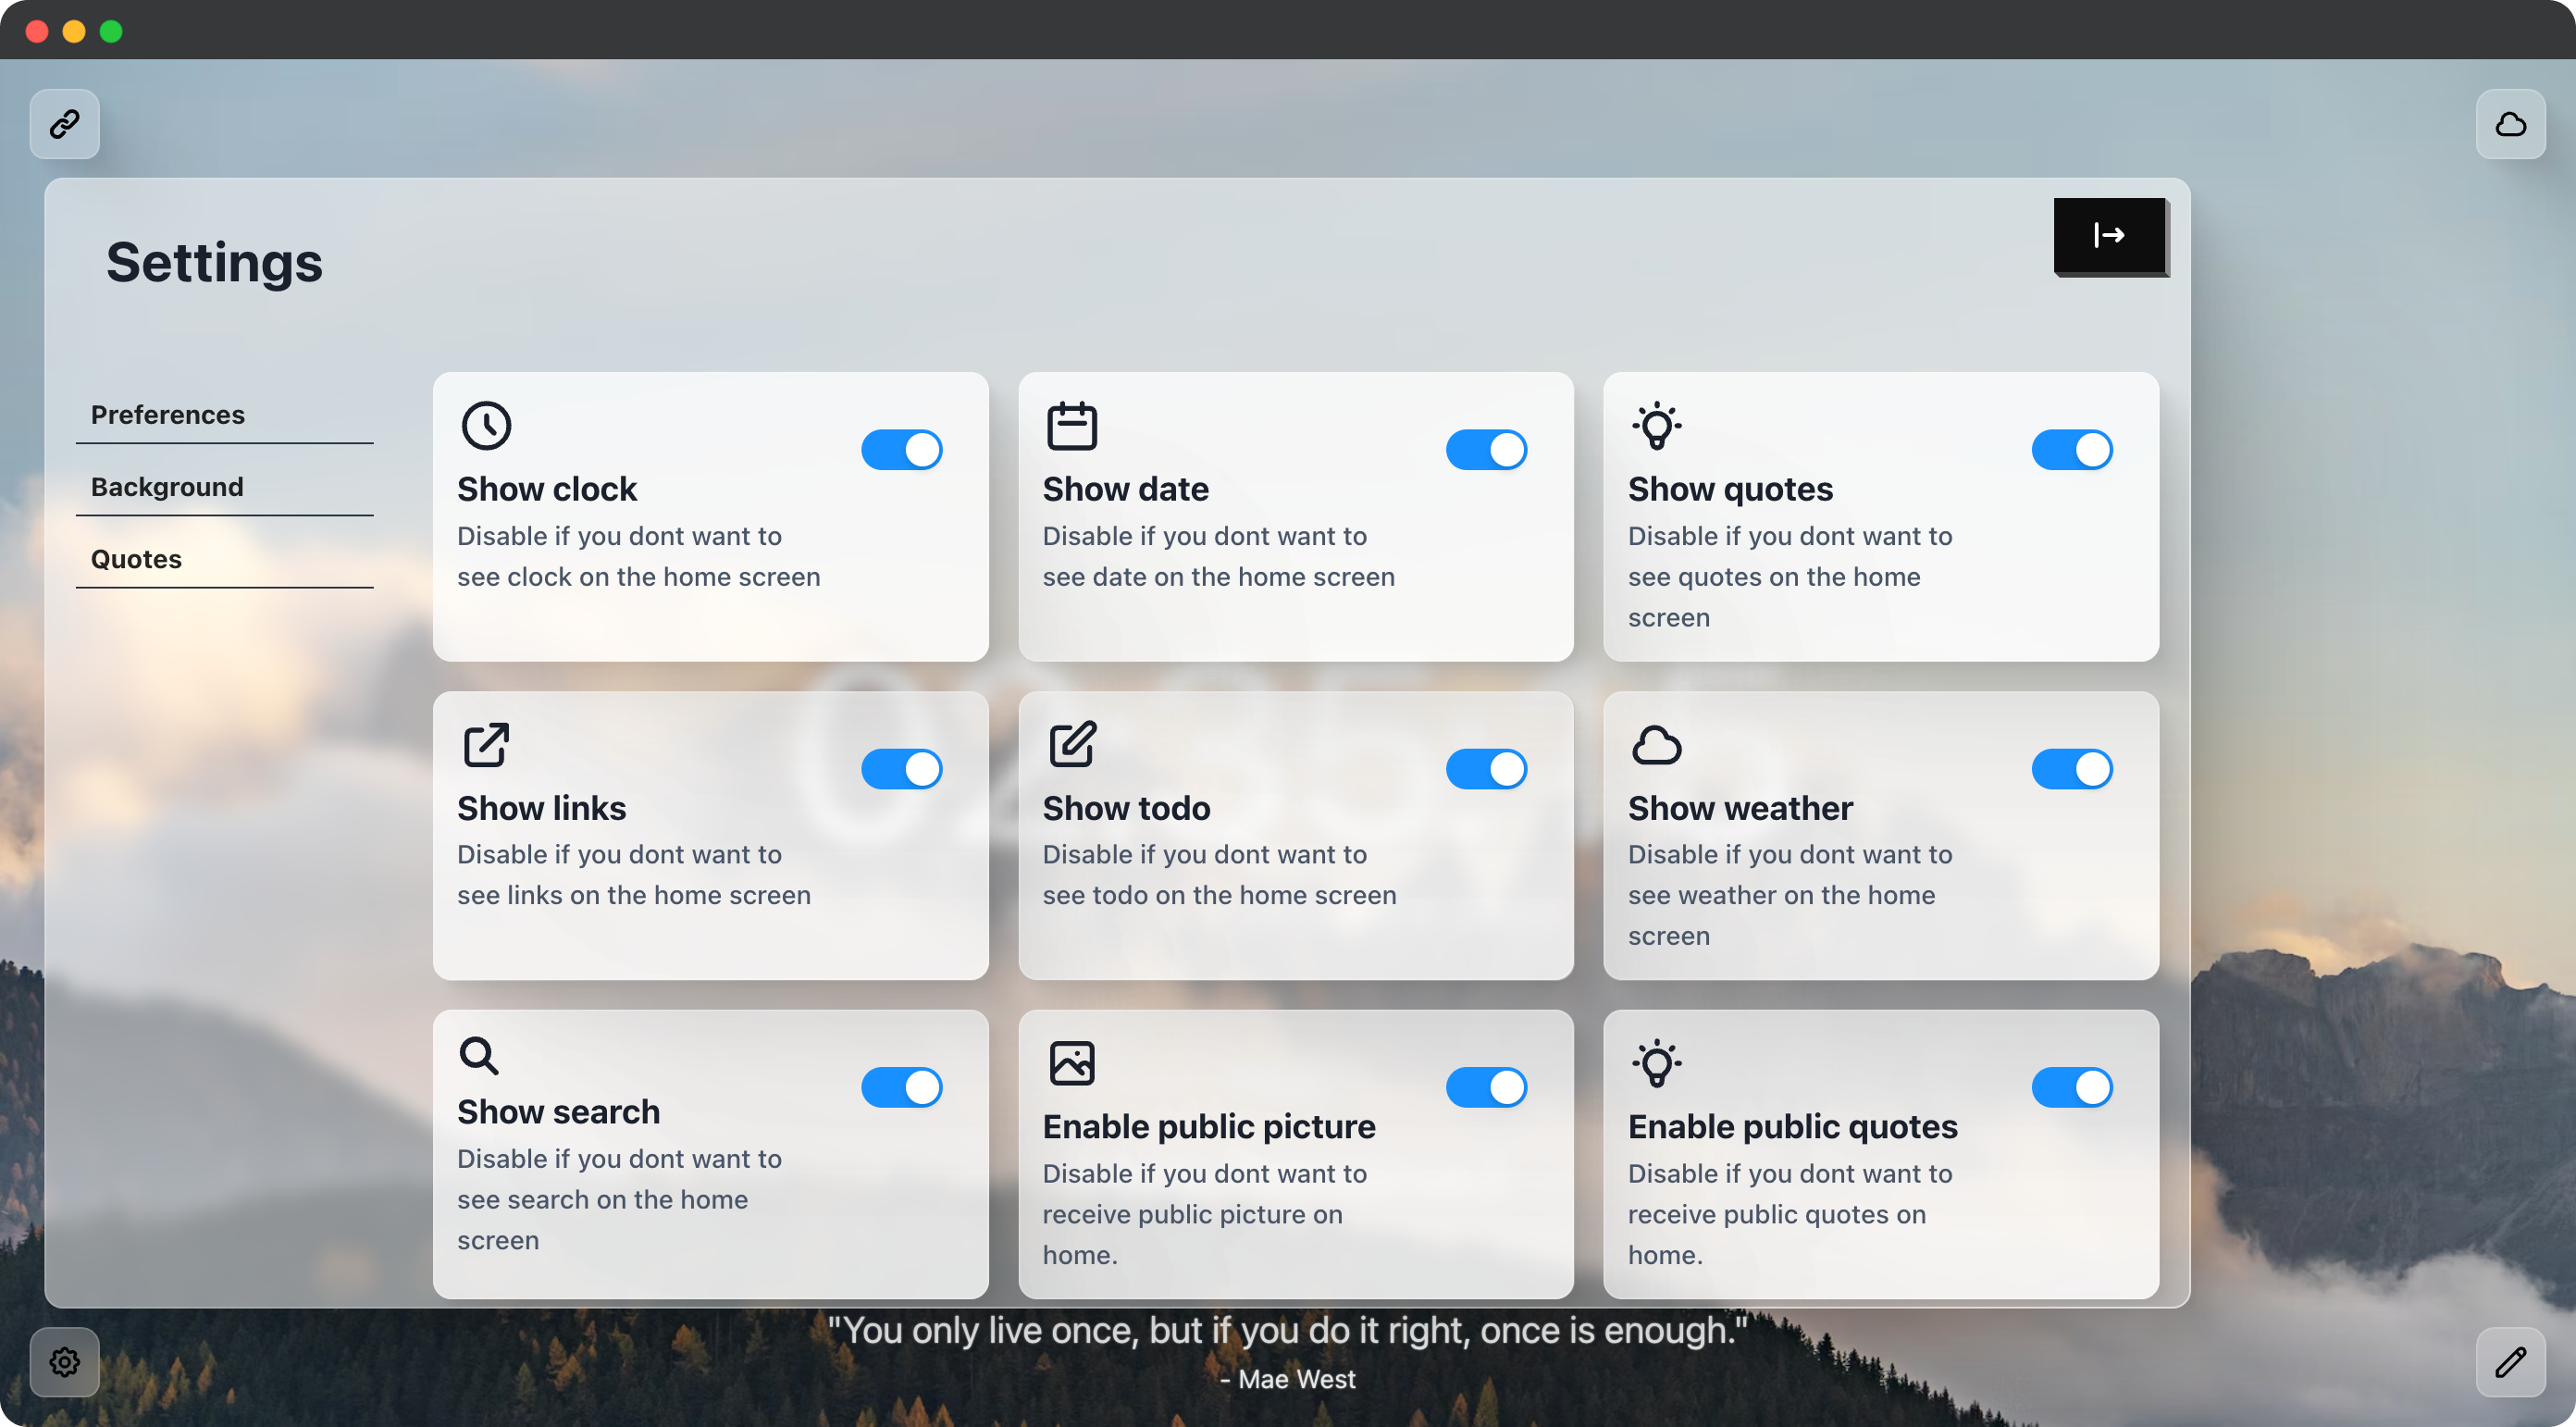 Settings
Preferences
Background
Quotes
Show clock
Disable if you dont want to
see clock on the home screen
Show date
Disable if you dont want to
see date on the home screen
Show quotes
Disable if you dont want to
see quotes on the home
screen
Show links
Disable if you dont want to
see links on the home screen
Show todo
Disable if you dont want to
see todo on the home screen
Show weather
Disable if you dont want to
see weather on the home
screen
Show search
Disable if you dont want to
see search on the home
screen
Enable public picture
Disable if you dont want to
receive public picture on
home.
Enable public quotes
Disable if you dont want to
receive public quotes on
home.
"You only live once, but if you do it right, once is enough."
- Mae West